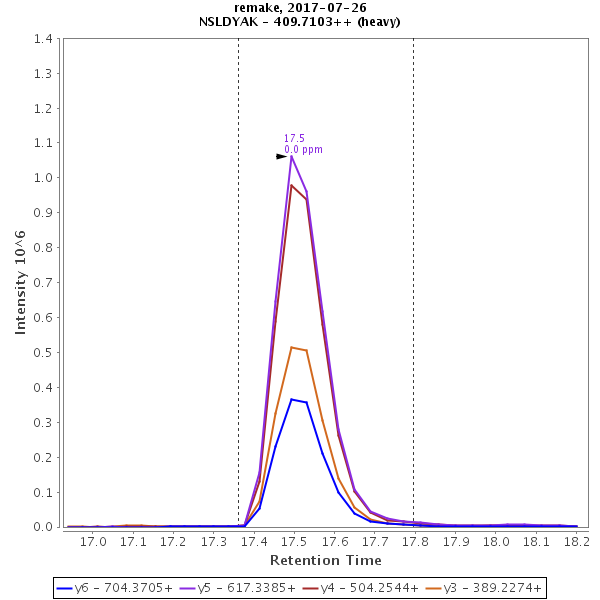 remake, 2017-07-26
NSLDYAK - 409.7103++ (heavy)
1.4
1.3
1.2
1.1
1.0
0.9
0.8
0.7
0.6
0.5
0.4
0.3
0.2
0.1
0.0
Intensity 10^6
17.5
0.0 ppm
17.0 17.1 17.2 17.3 17.4 17.5 17.6 17.7 17.8 17.9 18.0 18.1 18.2
Retention Time
y6 - 704.3705+ y5 - 617.3385+ y4 - 504.2544+ y3 - 389.2274+